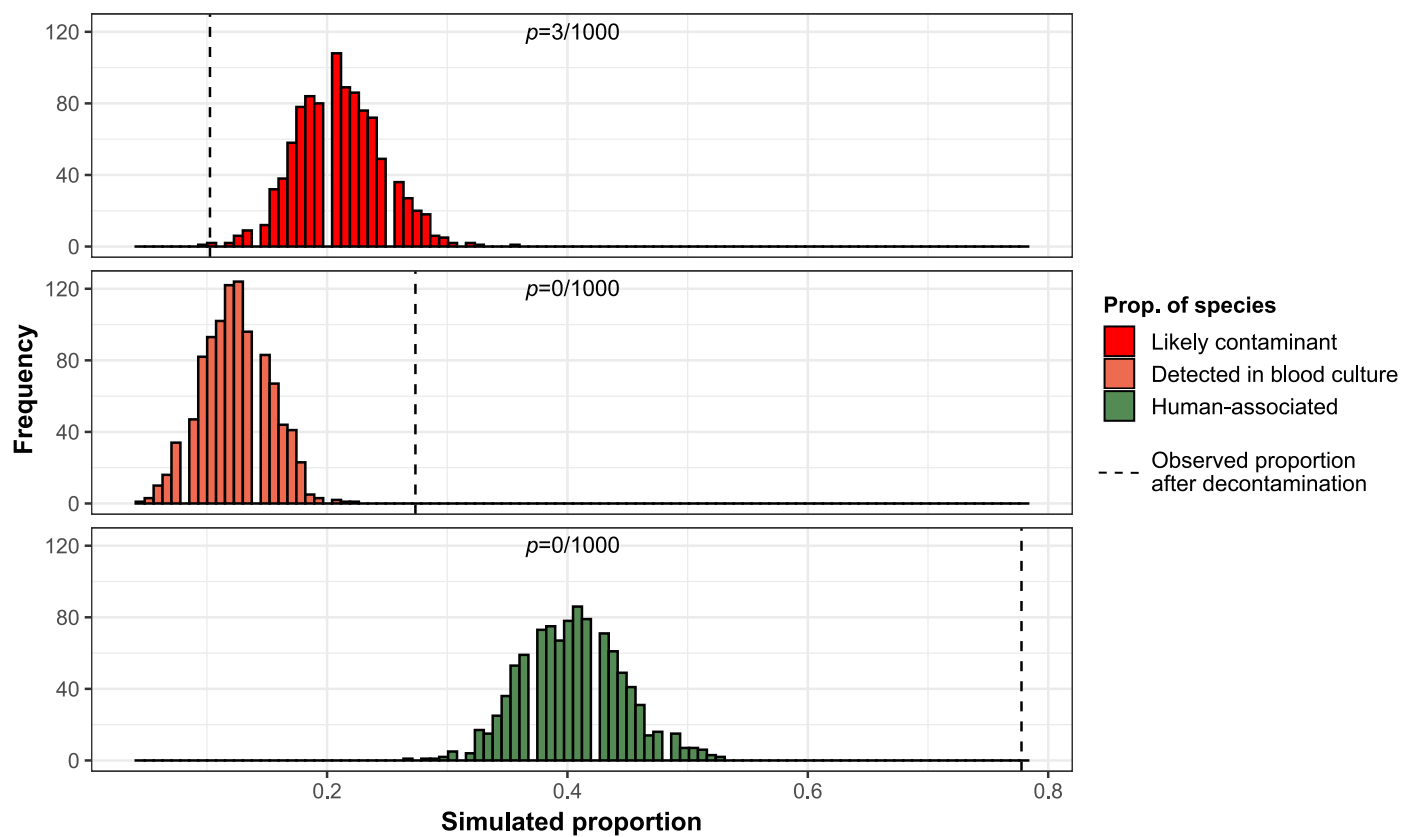 p=3/1000
120
80
40
0
p=0/1000
120
80
40
0
p=0/1000
120
80
40
0
0.2
0.4
0.6
0.8
Simulated proportion
Frequency
Prop. of species
Likely contaminant
Detected in blood culture
Human-associated
Observed proportion
after decontamination